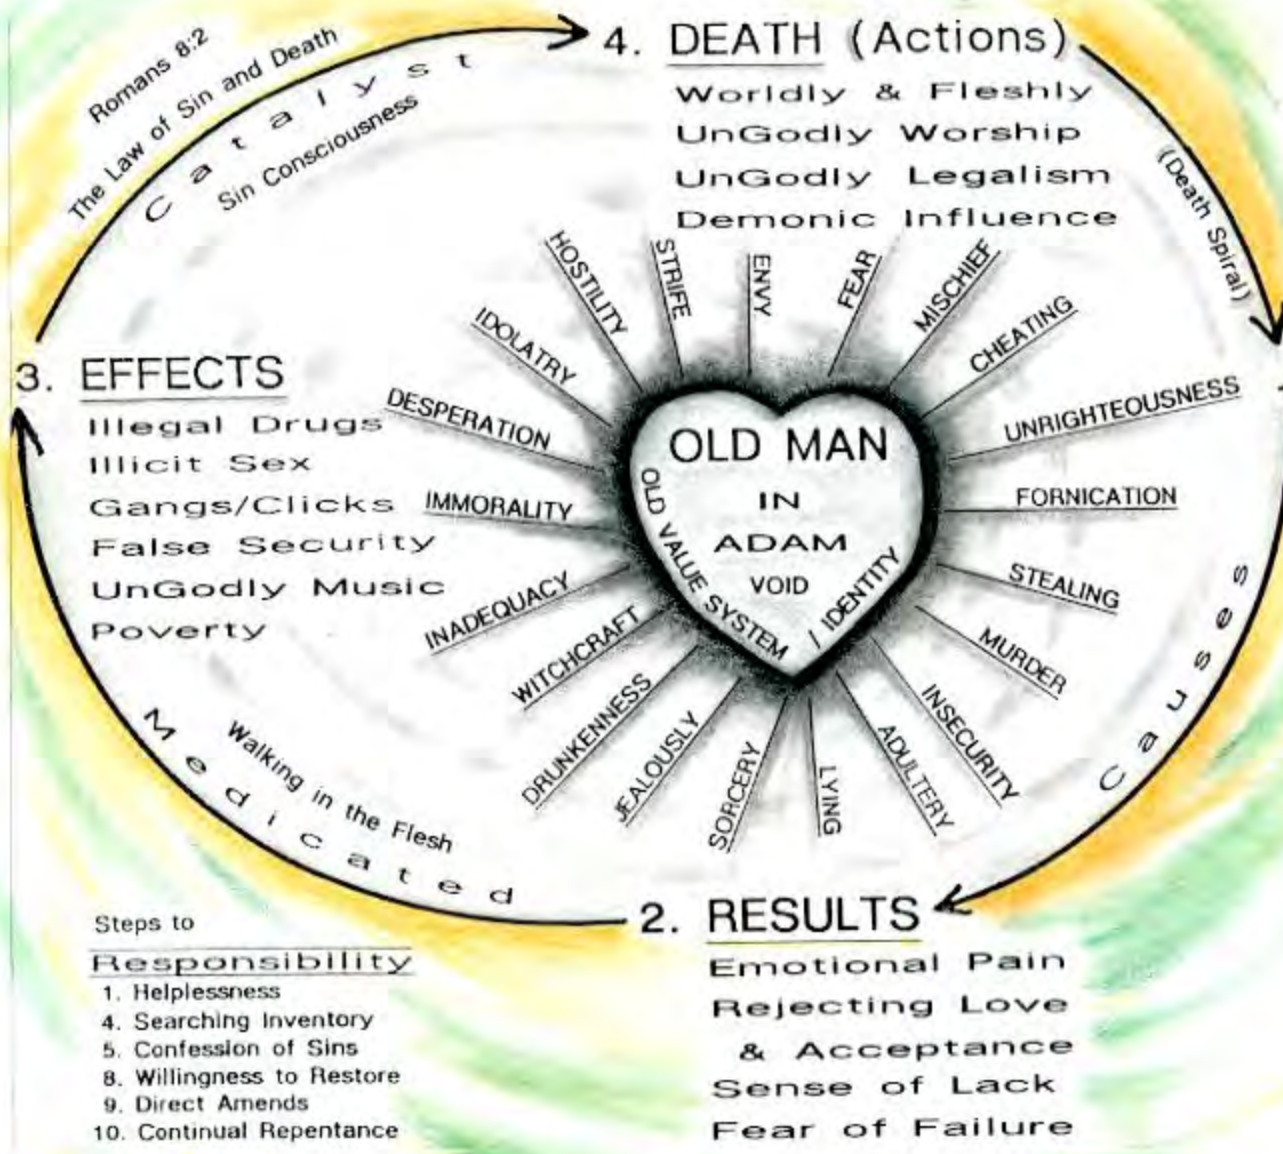 Romans 8:2
The Law of Sin and Death
Catalyst
Sin Consciousness
4. DEATH (Actions)
Worldly & Fleshly
UnGodly Worship
UnGodly Legalism
Demonic Influence
(Death Spiral)
Causes
3. EFFECTS
Illegal Drugs
Illicit Sex
Gangs/Clicks
False Security
UnGodly Music
Poverty
HOSTILITY
STRIFE
ENVY
FEAR
MISCHIEF
CHEATING
UNRIGHTEOUSNESS
FORNICATION
STEALING
MURDER
INSECURITY
ADULTERY
LYING
SORCERY
JEALOUSLY
DRUNKENNESS
WITCHCRAFT
INADEQUACY
IMMORALITY
DESPERATION
IDOLATRY
OLD MAN
IN
ADAM
VOID
OLD VALUE SYSTEM / IDENTITY
Walking in the Flesh
Medicated
2. RESULTS
Emotional Pain
Rejecting Love
& Acceptance
Sense of Lack
Fear of Failure
Steps to
Responsibility
1. Helplessness
4. Searching Inventory
5. Confession of Sins
8. Willingness to Restore
9. Direct Amends
10. Continual Repentance